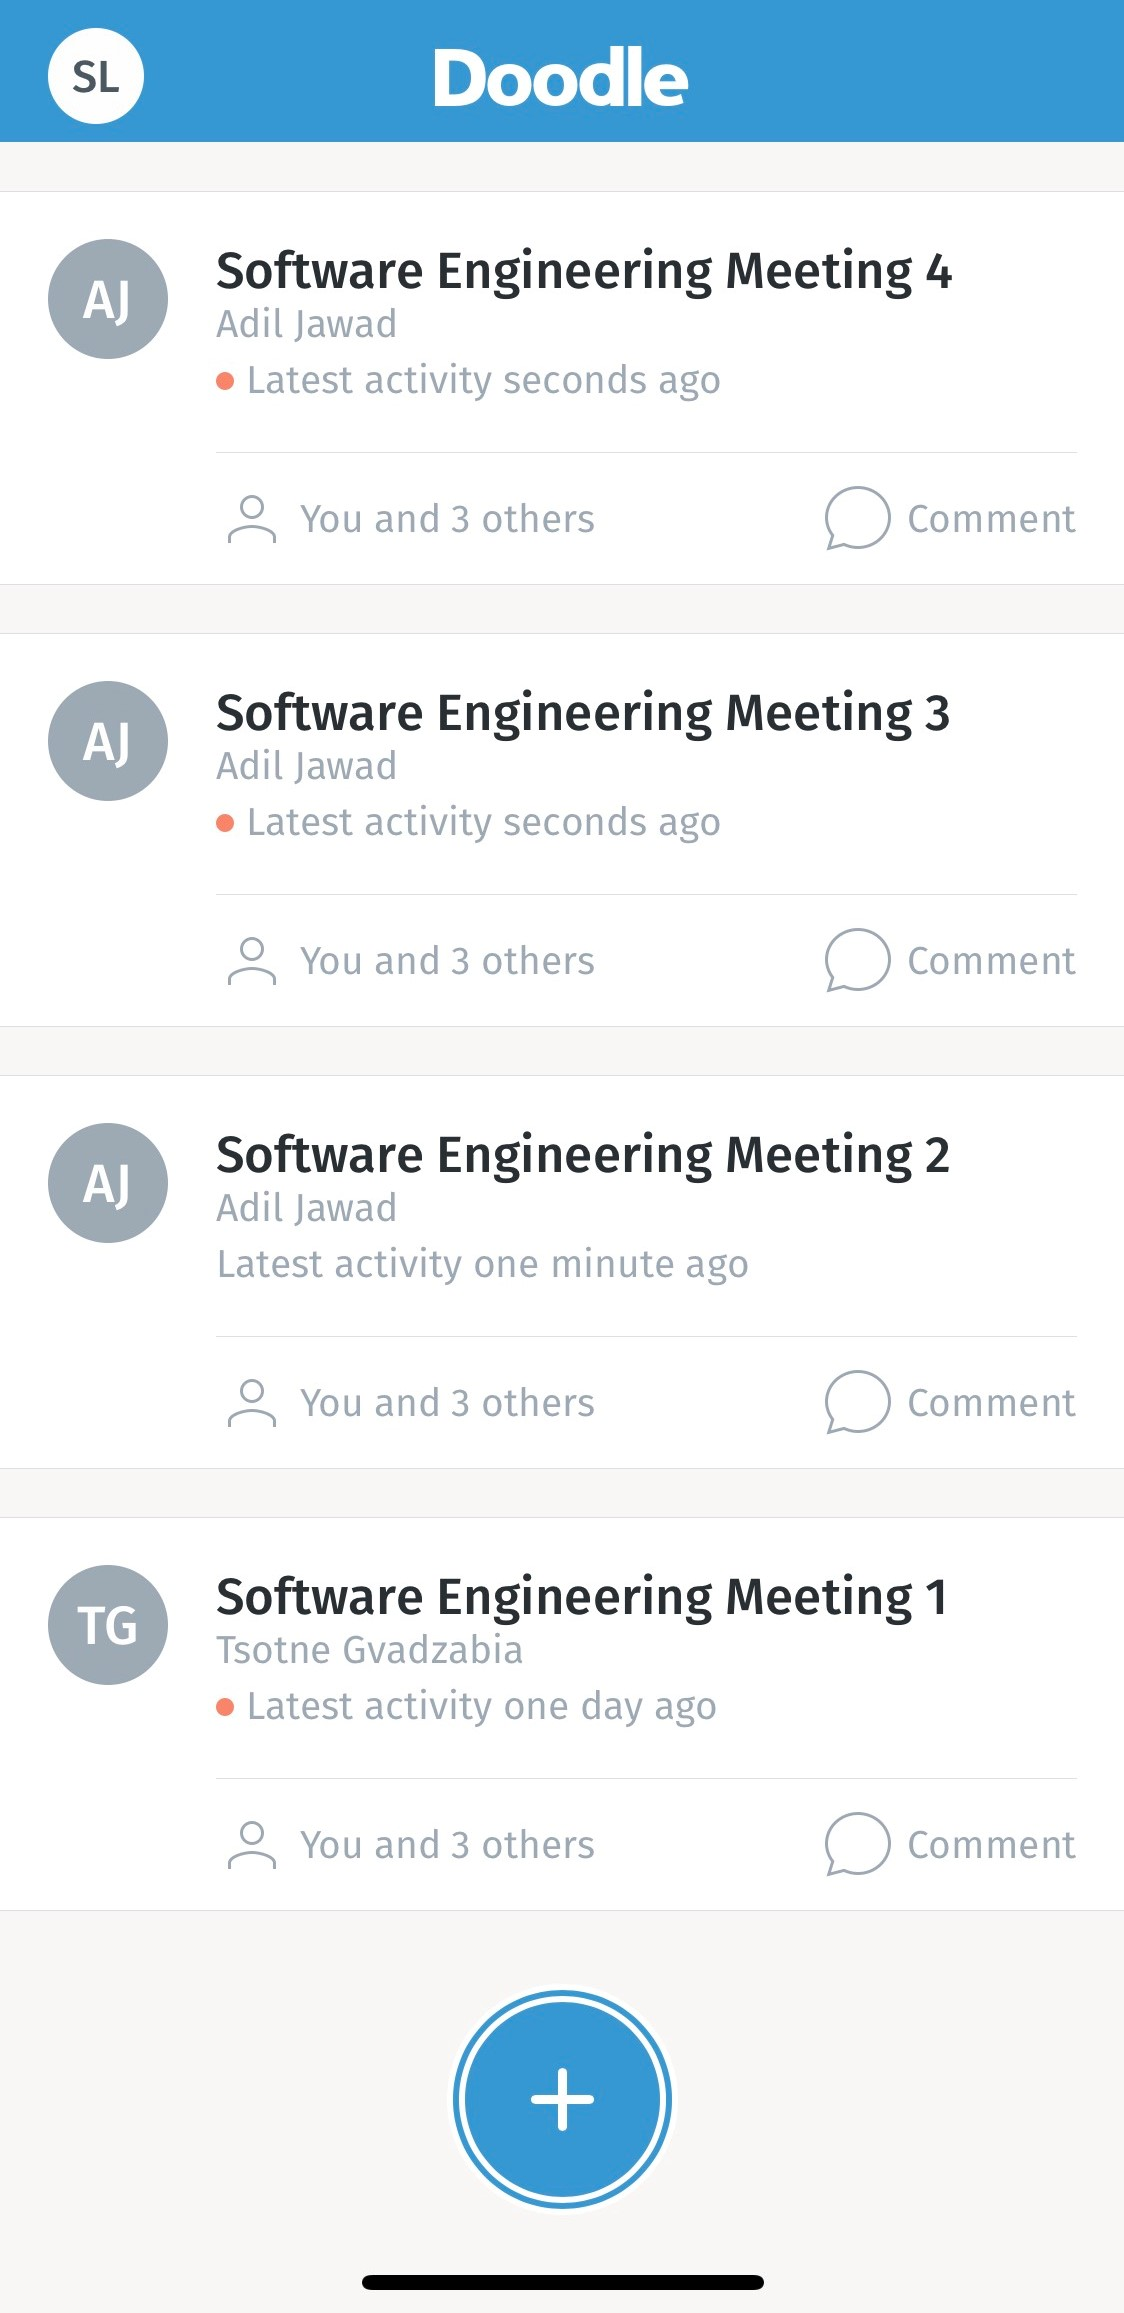 SL
Doodle
AJ
Software Engineering Meeting 4
Adil Jawad
Latest activity seconds ago
You and 3 others
Comment
AJ
Software Engineering Meeting 3
Adil Jawad
Latest activity seconds ago
You and 3 others
Comment
AJ
Software Engineering Meeting 2
Adil Jawad
Latest activity one minute ago
You and 3 others
Comment
TG
Software Engineering Meeting 1
Tsotne Gvadzabia
Latest activity one day ago
You and 3 others
Comment